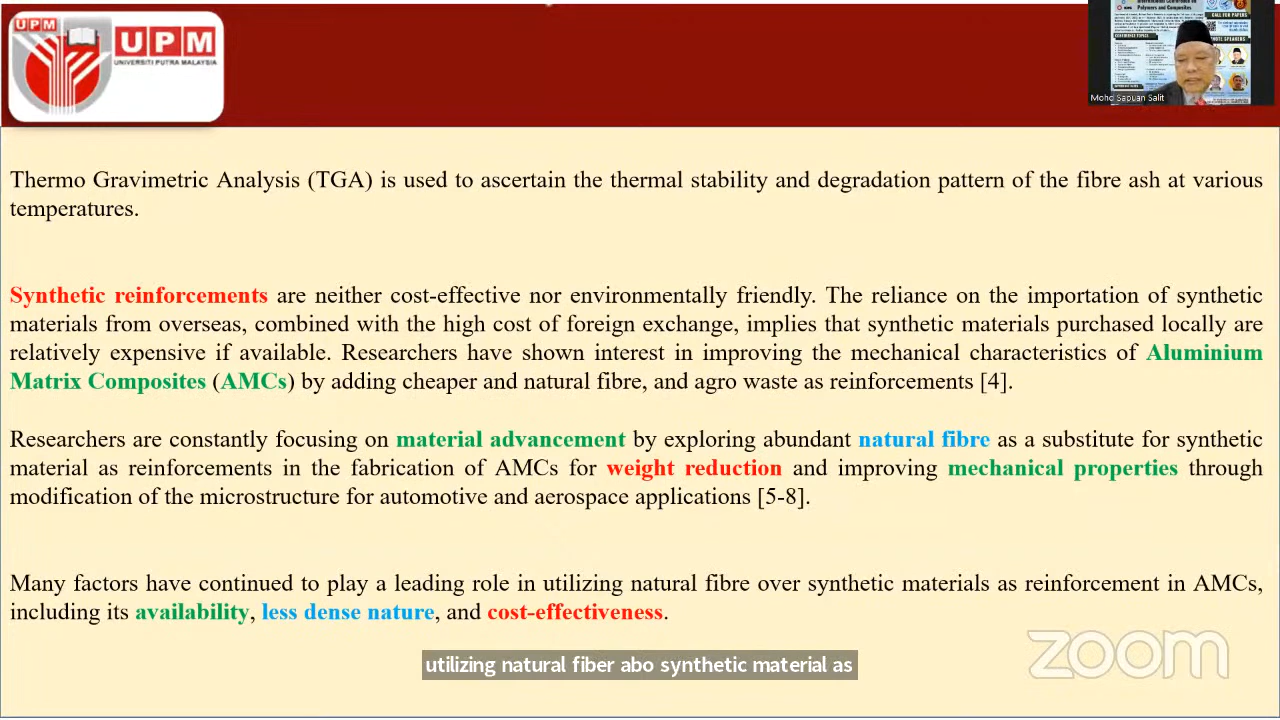 UPM
UPM
UNIVERSITI PUTRA MALAYSIA
Polymers and Composites
CALL FOR PAPERS
Mohd Sapuan Salit
Thermo Gravimetric Analysis (TGA) is used to ascertain the thermal stability and degradation pattern of the fibre ash at various
temperatures.
Synthetic reinforcements are neither cost-effective nor environmentally friendly. The reliance on the importation of synthetic
materials from overseas, combined with the high cost of foreign exchange, implies that synthetic materials purchased locally are
relatively expensive if available. Researchers have shown interest in improving the mechanical characteristics of Aluminium
Matrix Composites (AMCs) by adding cheaper and natural fibre, and agro waste as reinforcements [4].
Researchers are constantly focusing on material advancement by exploring abundant natural fibre as a substitute for synthetic
material as reinforcements in the fabrication of AMCs for weight reduction and improving mechanical properties through
modification of the microstructure for automotive and aerospace applications [5-8].
Many factors have continued to play a leading role in utilizing natural fibre over synthetic materials as reinforcement in AMCs,
including its availability, less dense nature, and cost-effectiveness.
utilizing natural fiber abo synthetic material as
zoom